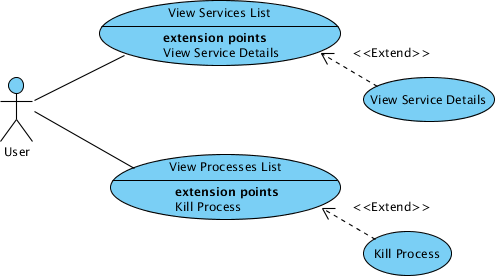 View Services List
extension points
View Service Details
<<Extend>>
View Service Details
User
View Processes List
extension points
Kill Process
<<Extend>>
Kill Process